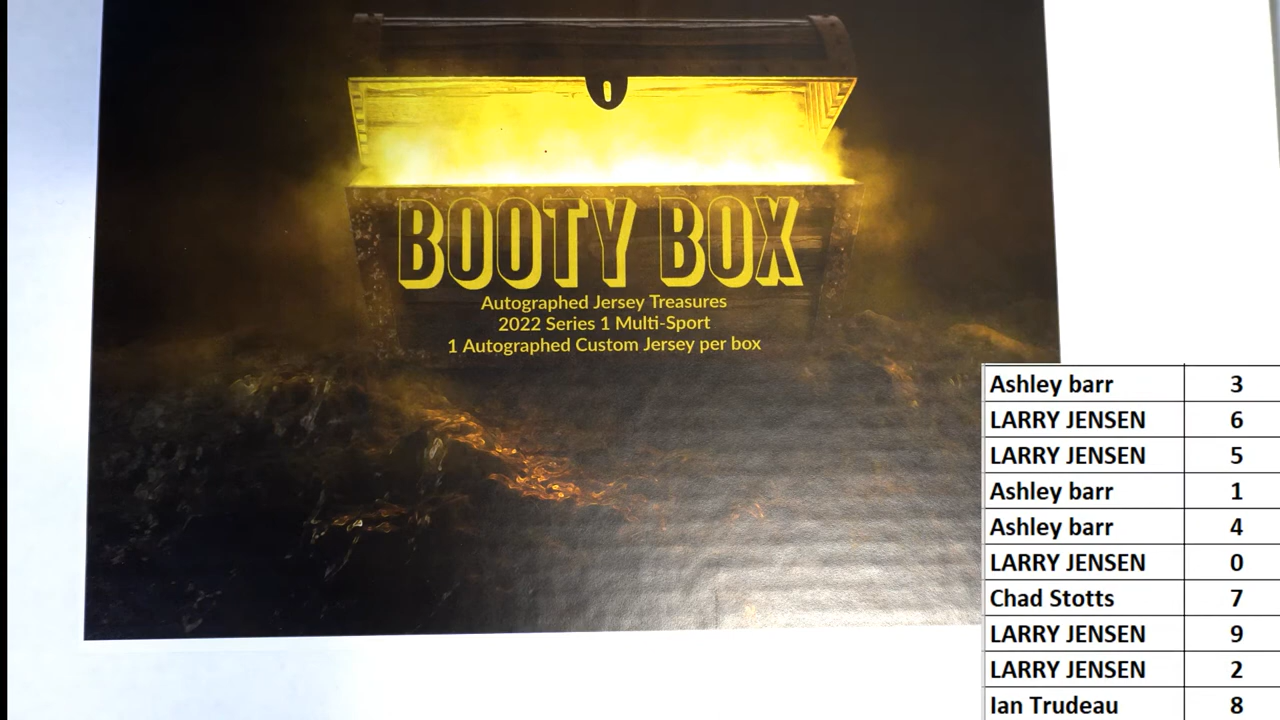 BOOTY BOX
Autographed Jersey Treasures
2022 Series 1 Multi-Sport
1 Autographed Custom Jersey per box
Ashley barr 3
LARRY JENSEN 6
LARRY JENSEN 5
Ashley barr 1
Ashley barr 4
LARRY JENSEN 0
Chad Stotts 7
LARRY JENSEN 9
LARRY JENSEN 2
Ian Trudeau 8